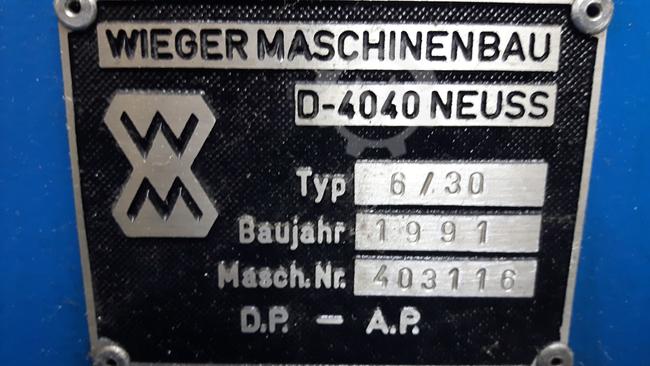 WIEGER MASCHINENBAU
D-4040 NEUSS
W
M
Typ 6/30
Baujahr 1991
Masch.Nr. 403116
D.P. - A.P.